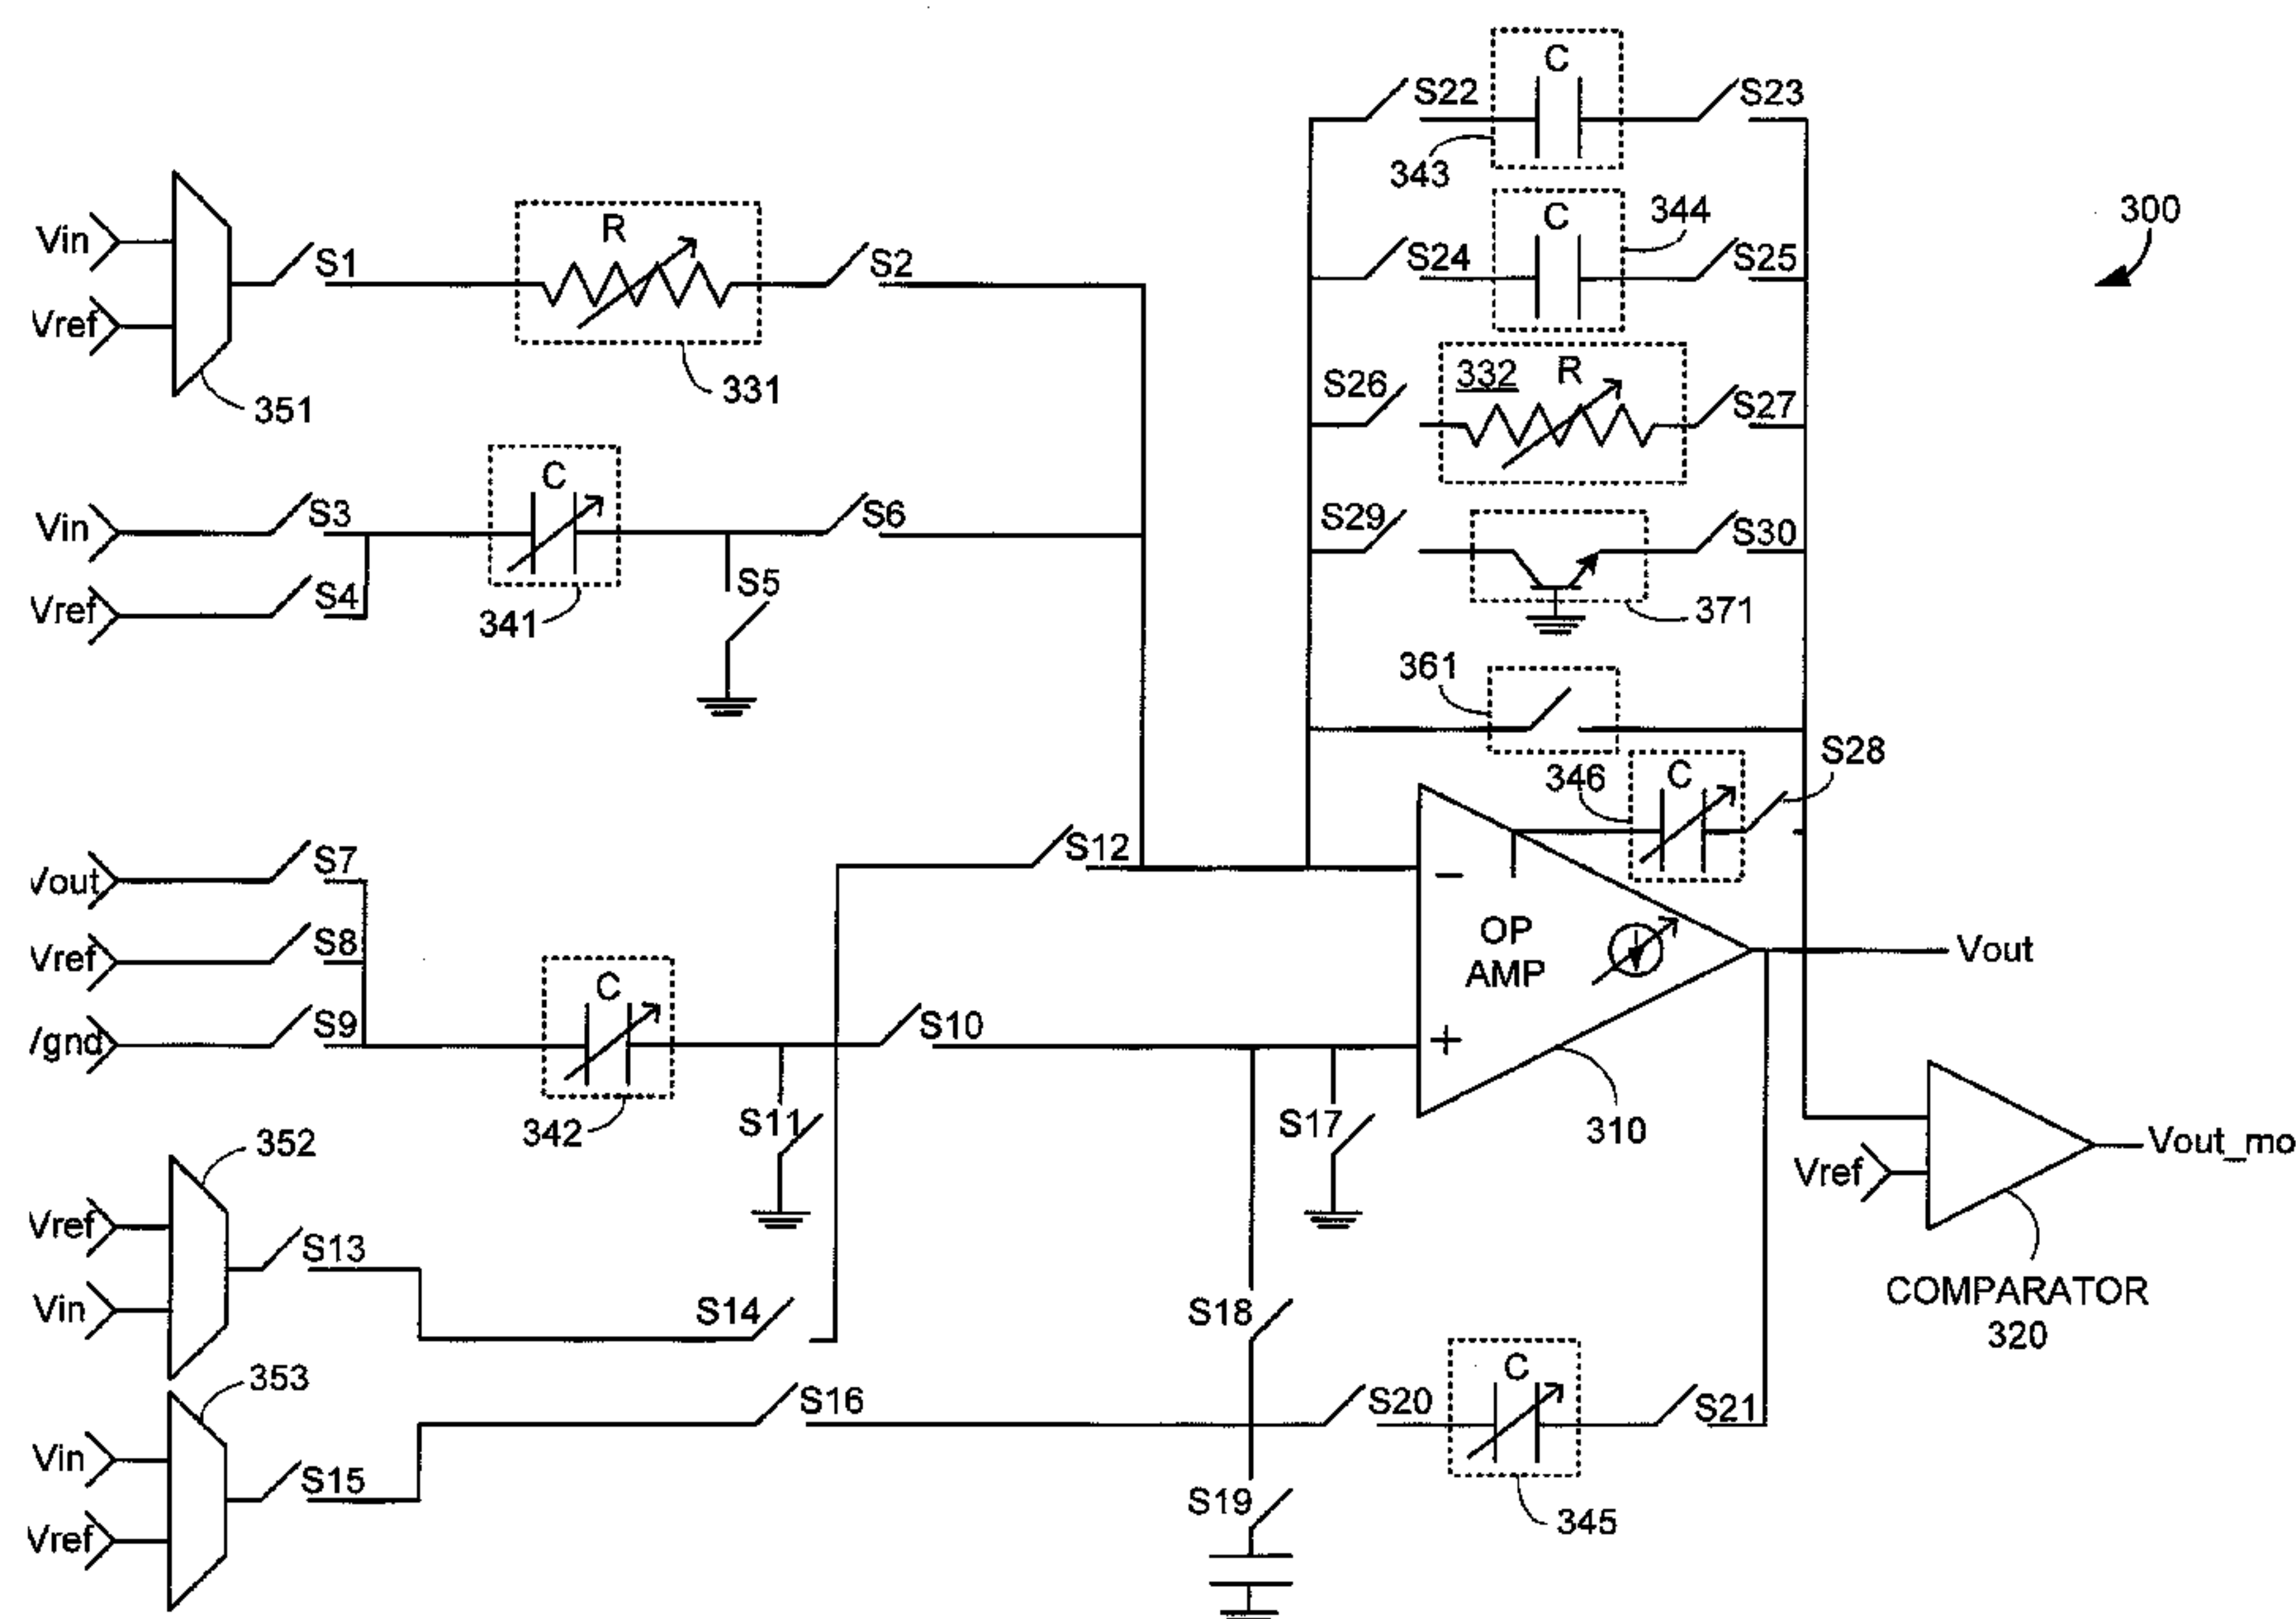 C
S22
S23
343
C
344
300
Vin
R
S1
S2
S24
S25
Vref
331
351
332
R
S26
S27
C
Vin
S3
S6
S29
S30
Vref
S4
S5
341
371
361
346
C
S28
S12
S7
Vout
−
S8
Vref
OP
AMP
Vout
C
S10
S9
/gnd
+
S11
S17
342
310
352
Vref
Vout_mo
Vref
S13
Vin
S14
S18
COMPARATOR
320
353
C
S16
S20
S21
Vin
S15
S19
345
Vref